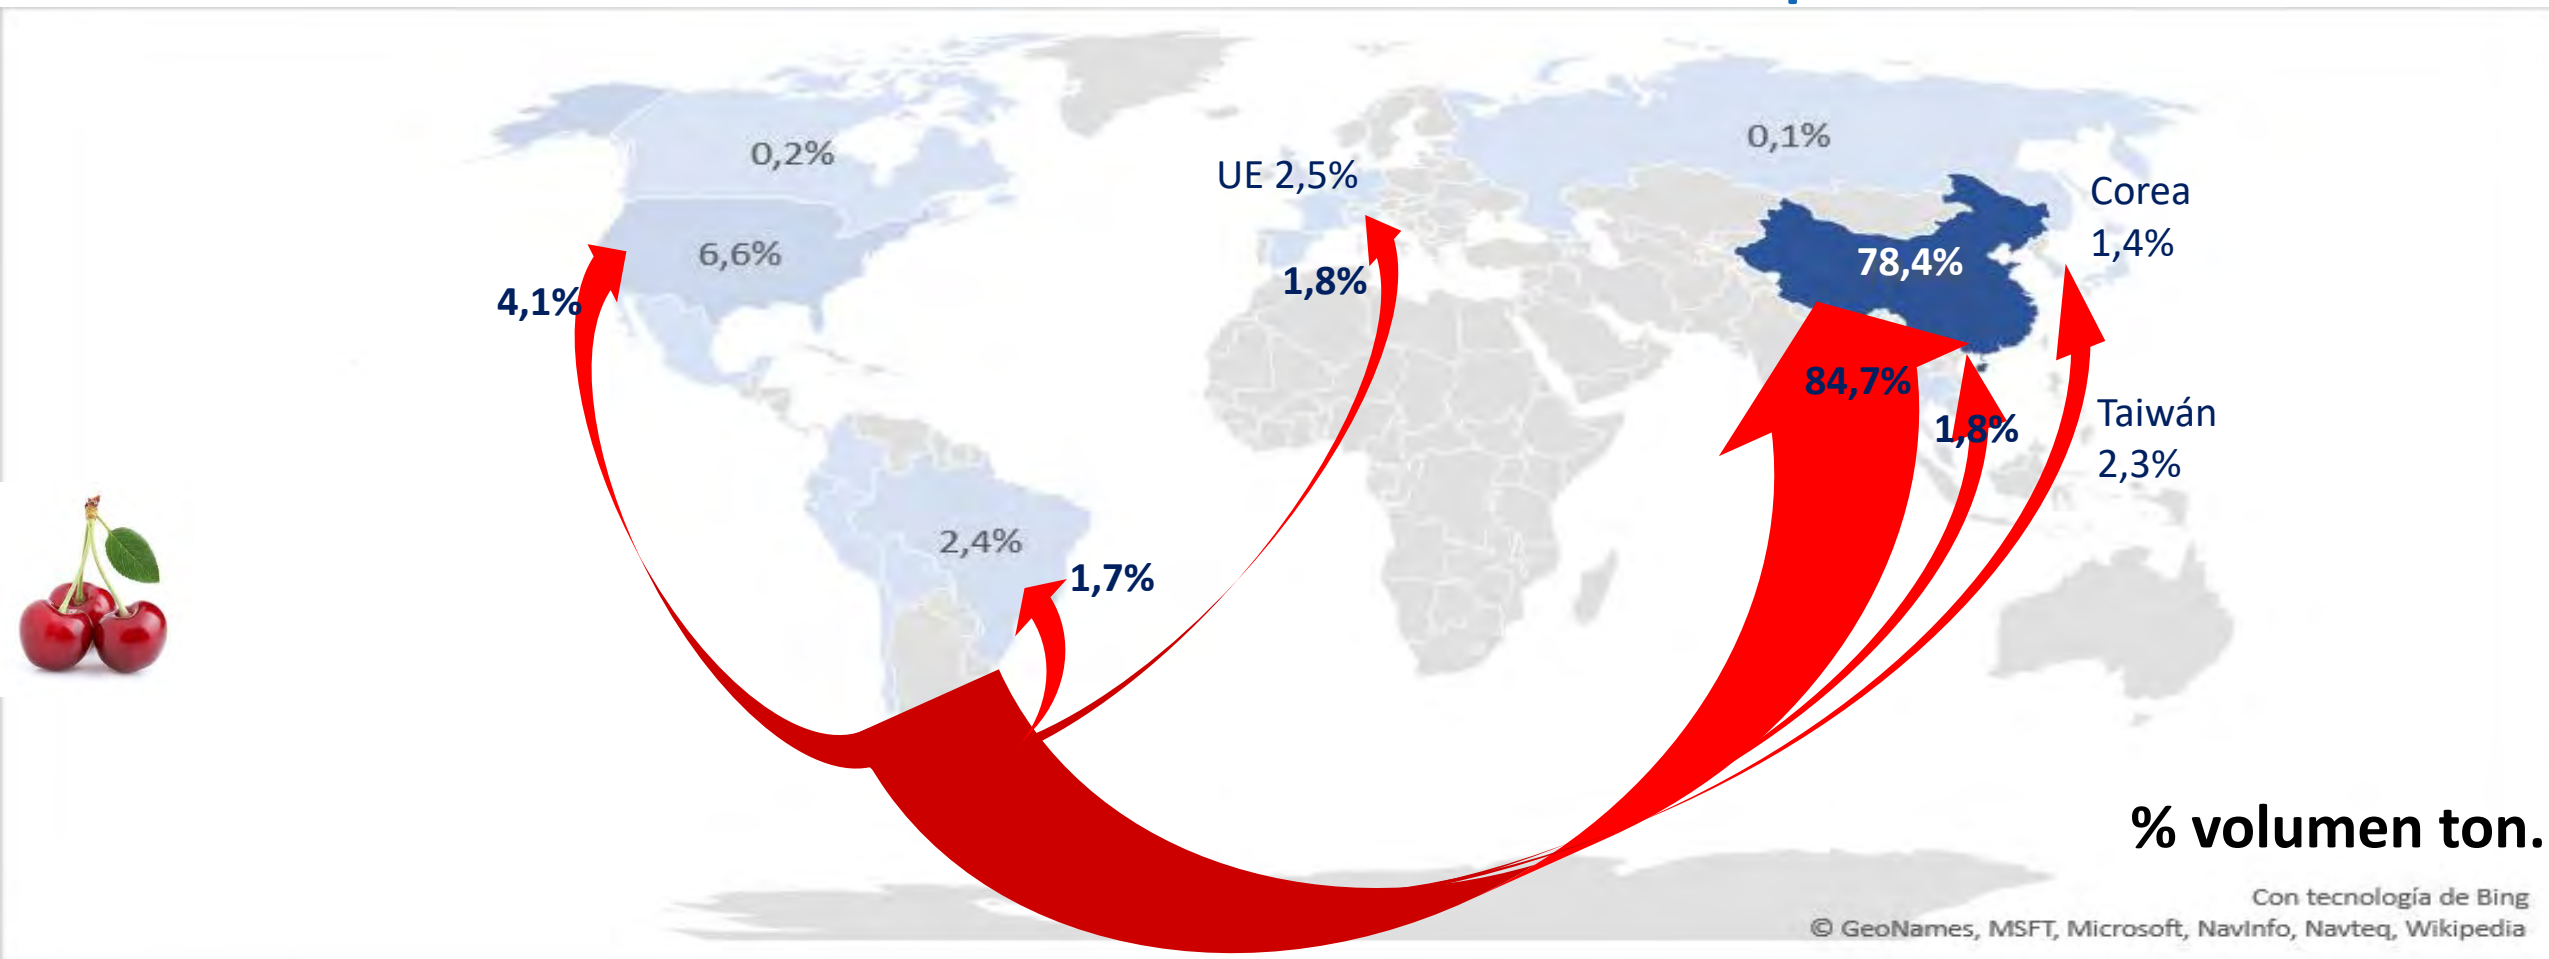 0,2%
0,1%
UE 2,5%
Corea
1,4%
6,6%
78,4%
4,1%
1,8%
84,7%
1,8%
Taiwán
2,3%
2,4%
1,7%
% volumen ton.
Con tecnología de Bing
© GeoNames, MSFT, Microsoft, NavInfo, Navteq, Wikipedia